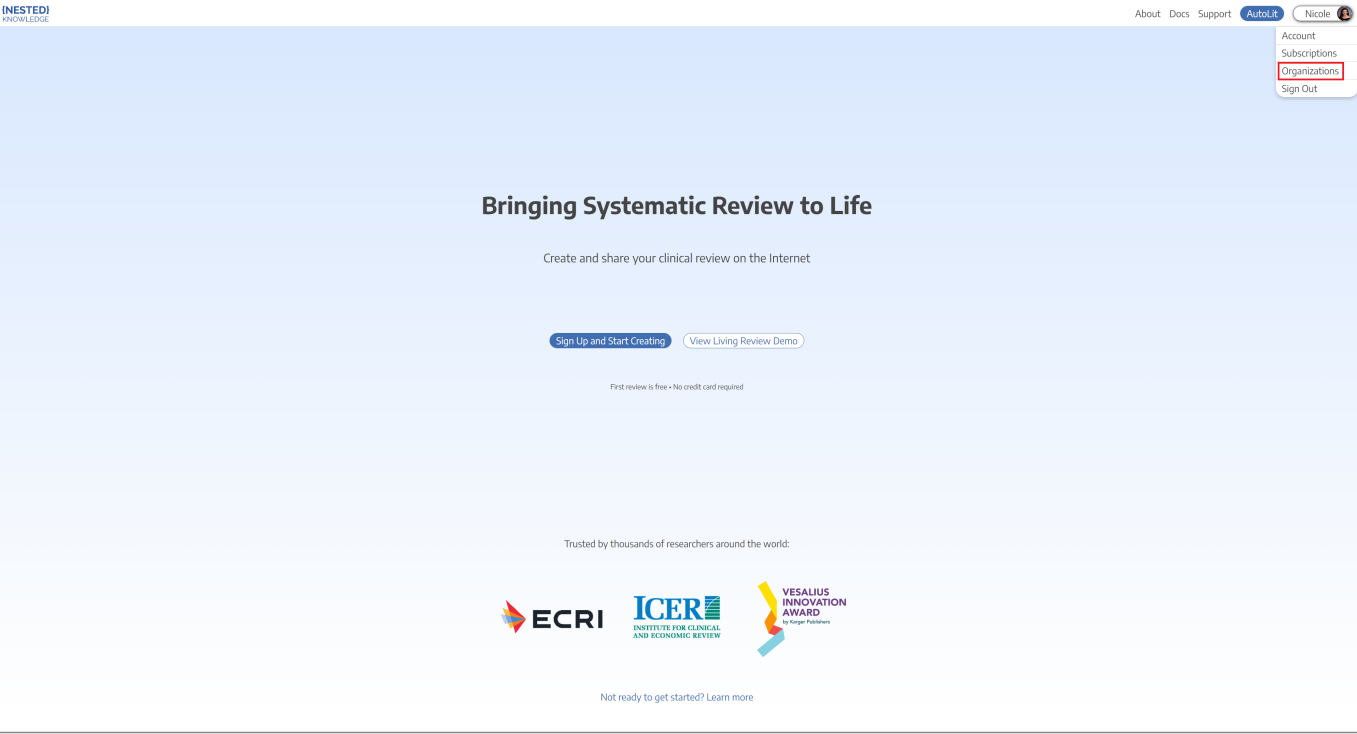 {NESTED}
KNOWLEDGE
About Docs Support AutoLit Nicole
Account
Subscriptions
Organizations
Sign Out
Bringing Systematic Review to Life
Create and share your clinical review on the Internet
Sign Up and Start Creating View Living Review Demo
First review is free • No credit card required
Trusted by thousands of researchers around the world:
ECRI
ICER
INSTITUTE FOR CLINICAL
AND ECONOMIC REVIEW
VESALIUS
INNOVATION
AWARD
by Karger Publishers
Not ready to get started? Learn more